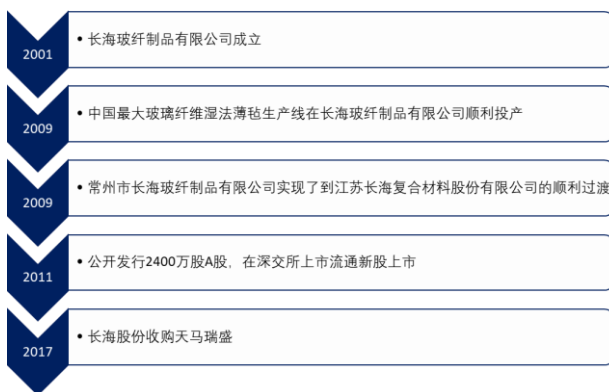 2001
• 长海玻纤制品有限公司成立
2009
• 中国最大玻璃纤维湿法薄毡生产线在长海玻纤制品有限公司顺利投产
2009
• 常州市长海玻纤制品有限公司实现了到江苏长海复合材料股份有限公司的顺利过渡
2011
• 公开发行2400万股A股，在深交所上市流通新股上市
2017
• 长海股份收购天马瑞盛